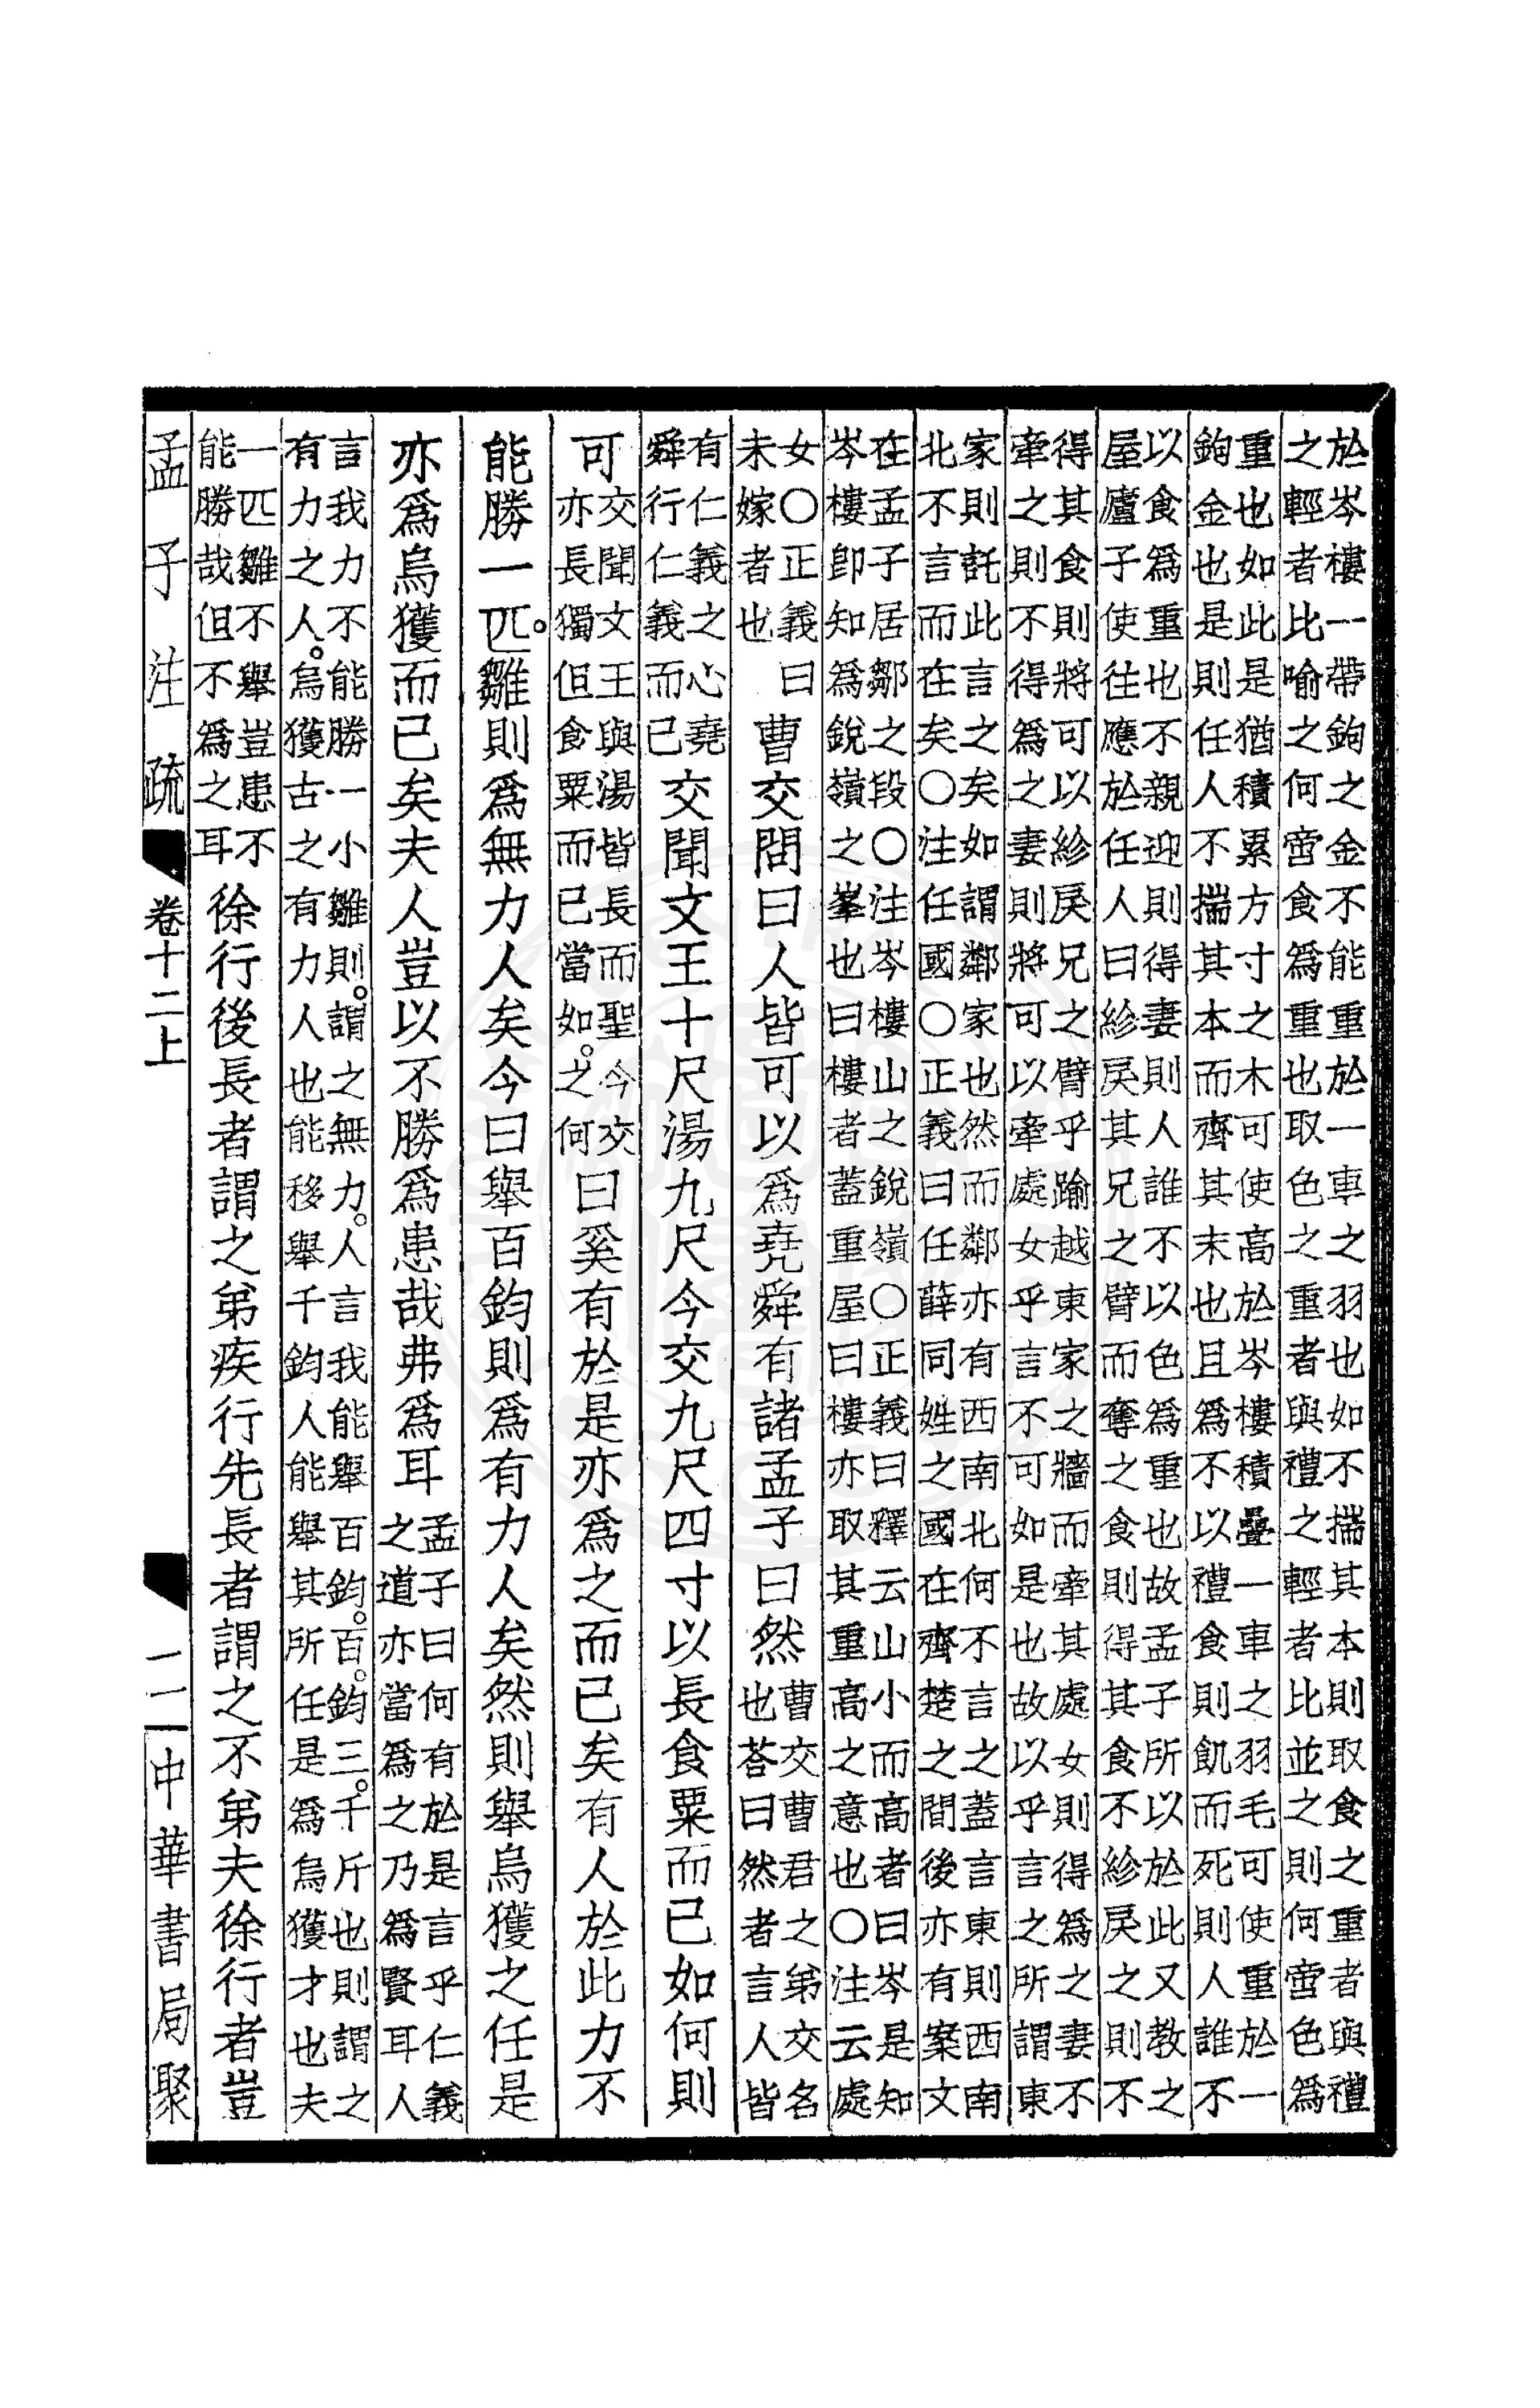 於岑樓一帶鉤之金不能重於一車之羽也如不揣其本則取食之重者與禮
之輕者比喻之何啻食爲重也取色之重者與禮之輕者比並之則何啻色爲
重也如此是猶積累方寸之木可使高於岑樓積疊一車之羽毛可使重於一
鉤金也是則任人不揣其本而齊其末也且爲不以禮食則飢而死則人誰不
以食爲重也不親迎則得妻則人誰不以色爲重也故孟子所以於此又教之
屋廬子使往應於任人曰紾戾其兄之臂而奪之食則得其食不紾戾之則不
得其食則將可以紾戾兄之臂乎踰越東家之牆而牽其處女則得爲之妻不
牽之則不得爲之妻則將可以牽處女乎言不可如是也故以乎言之所謂東
家則託此言之矣如謂鄰家也然而鄰亦有西南北何不言之蓋言東則西南
北不言而在矣○注任國○正義曰任薛同姓之國在齊楚之間後亦有案文
在孟子居鄒之段○注岑樓山之銳嶺○正義曰釋云山小而高者曰岑是知
岑樓即知爲銳嶺之峯也曰樓者蓋重屋曰樓亦取其重高之意也○注云處
女○正義曰
未嫁者也
曹交問曰人皆可以爲堯舜有諸孟子曰然
曹交曹君之弟交名
也荅曰然者言人皆
有仁義之心堯
舜行仁義而已
交聞文王十尺湯九尺今交九尺四寸以長食粟而已如何則
可
交聞文王與湯皆長而聖今交
亦長獨但食粟而已當如。之何
曰奚有於是亦爲之而已矣有人於此力不
能勝一匹。雛則爲無力人矣今曰舉百鈞則爲有力人矣然則舉烏獲之任是
亦爲烏獲而已矣夫人豈以不勝爲患哉弗爲耳
孟子曰何有於是言乎仁義
之道亦當爲之乃爲賢耳人
言我力不能勝一小雛則。謂之無力。人言我能舉百鈞。百。鈞三。千斤也則謂之
有力之人。烏獲古之有力人也能移舉千鈞人能舉其所任是爲烏獲才也夫
一匹雛不舉豈患不
能勝哉但不爲之耳
徐行後長者謂之弟疾行先長者謂之不弟夫徐行者豈
孟子注疏 卷十二上 二 中華書局聚